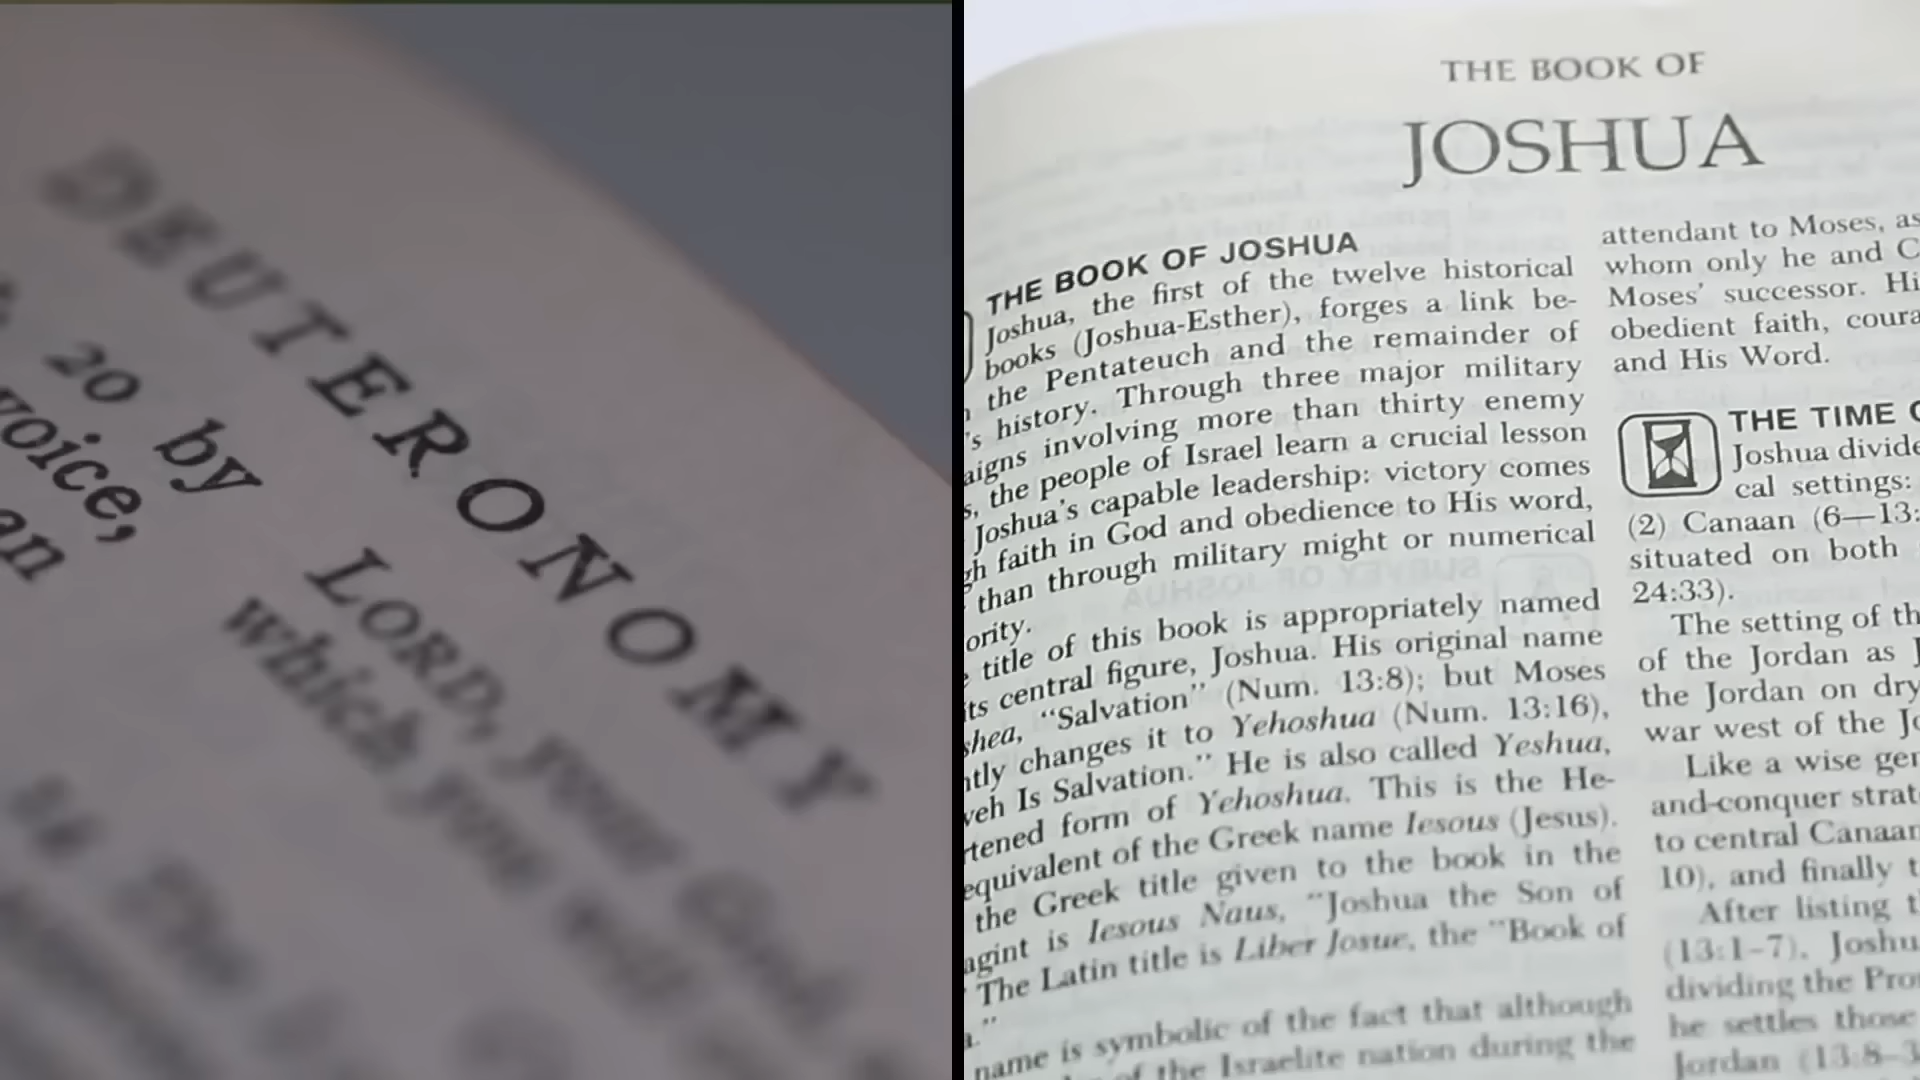 DEUTERONOMY
20 by
voice,
an
LORD, your God
which you
THE BOOK OF
JOSHUA
THE BOOK OF JOSHUA
Joshua, the first of the twelve historical
books (Joshua-Esther), forges a link be-
the Pentateuch and the remainder of
's history. Through three major military
aigns involving more than thirty enemy
s, the people of Israel learn a crucial lesson
Joshua's capable leadership: victory comes
gh faith in God and obedience to His word,
than through military might or numerical
ority.
title of this book is appropriately named
ts central figure, Joshua. His original name
shea, "Salvation" (Num. 13:8); but Moses
ntly changes it to Yehoshua (Num. 13:16),
veh Is Salvation." He is also called Yeshua,
rtened form of Yehoshua. This is the He-
equivalent of the Greek name Iesous (Jesus).
the Greek title given to the book in the
agint is Iesous Naus, "Joshua the Son of
The Latin title is Liber Josue, the "Book of
."
name is symbolic of the fact that although
of the Israelite nation during the
attendant to Moses, as
whom only he and C
Moses' successor. Hi
obedient faith, coura
and His Word.
THE TIME O
Joshua divide
cal settings:
(2) Canaan (6—13:
situated on both
24:33).
The setting of th
of the Jordan as J
the Jordan on dry
war west of the Jo
Like a wise gen
and-conquer strat
to central Canaan
10), and finally t
After listing th
(13:1–7), Joshu
dividing the Pro
he settles those
Jordan (13:8–3